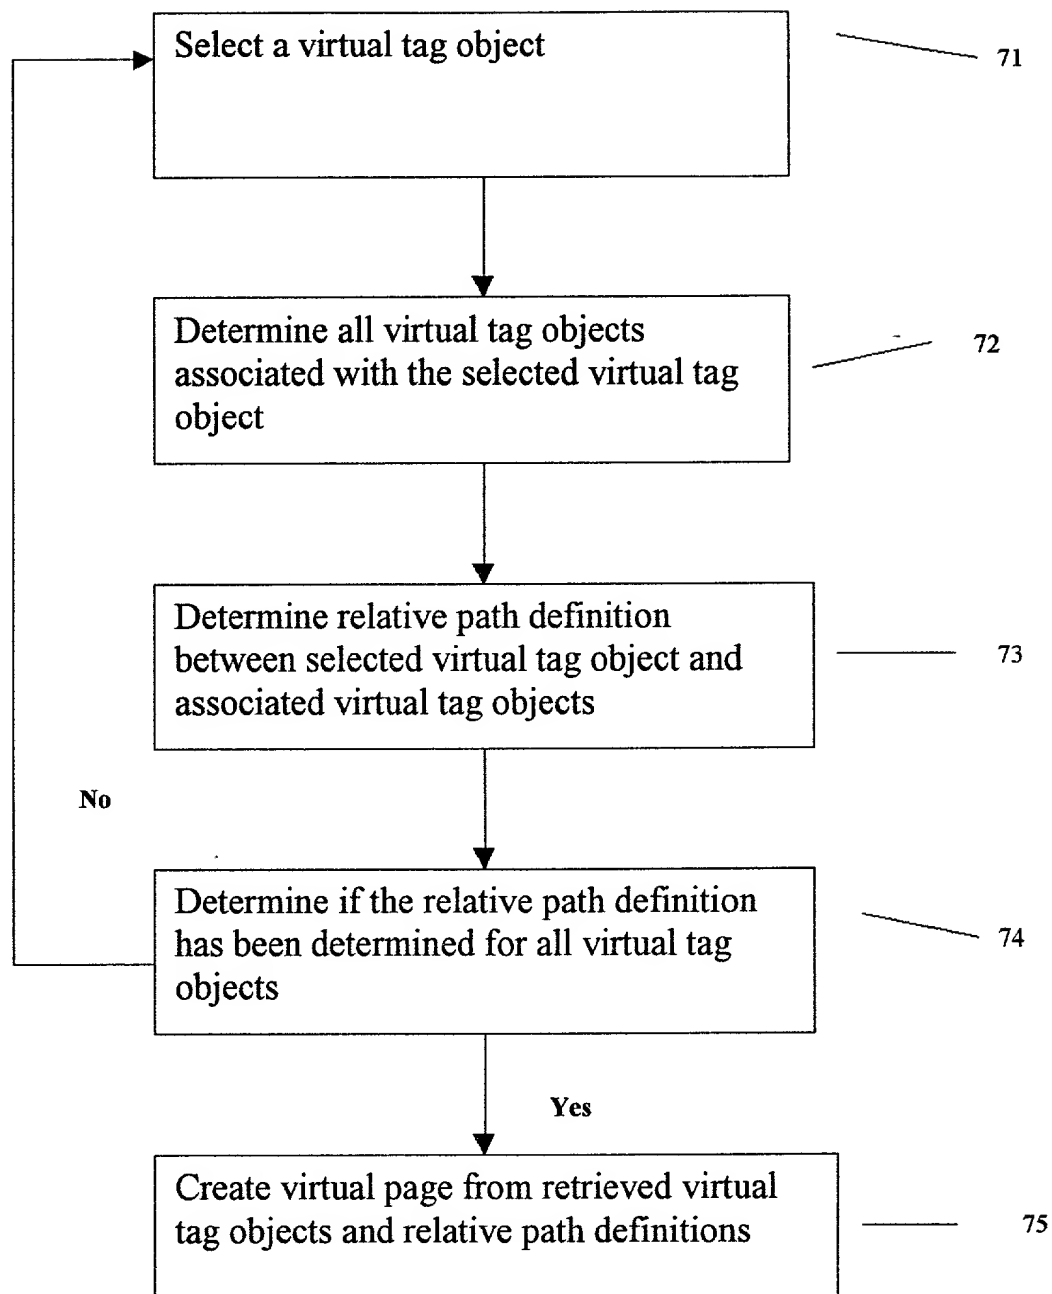 Select a virtual tag object
71
Determine all virtual tag objects
associated with the selected virtual tag
object
72
Determine relative path definition
between selected virtual tag object and
associated virtual tag objects
73
No
Determine if the relative path definition
has been determined for all virtual tag
objects
74
Yes
Create virtual page from retrieved virtual
tag objects and relative path definitions
75